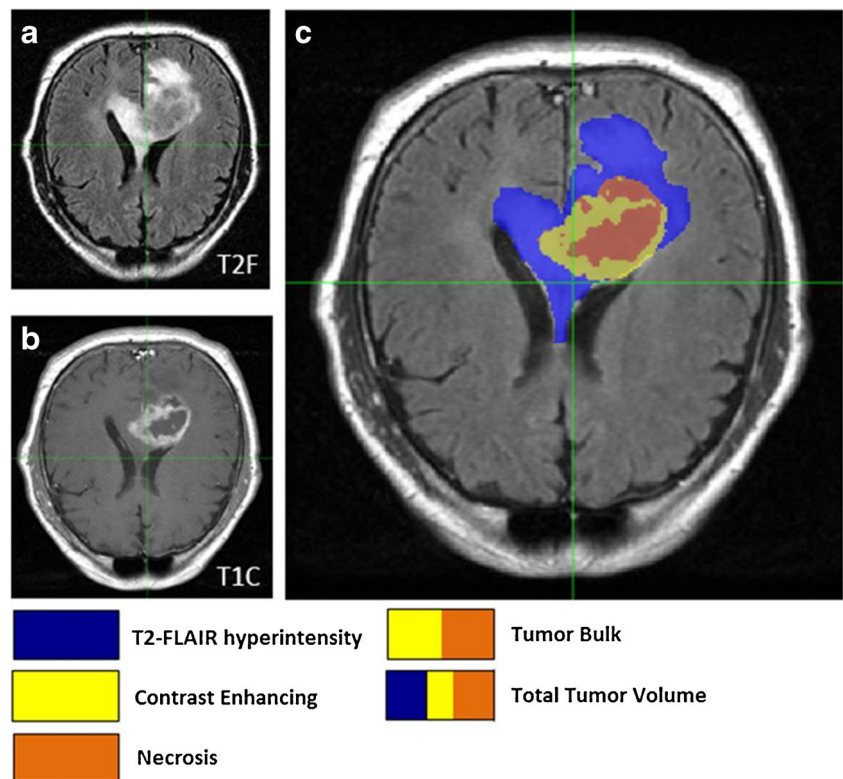 a
T2F
b
T1C
c
T2-FLAIR hyperintensity
Contrast Enhancing
Necrosis
Tumor Bulk
Total Tumor Volume